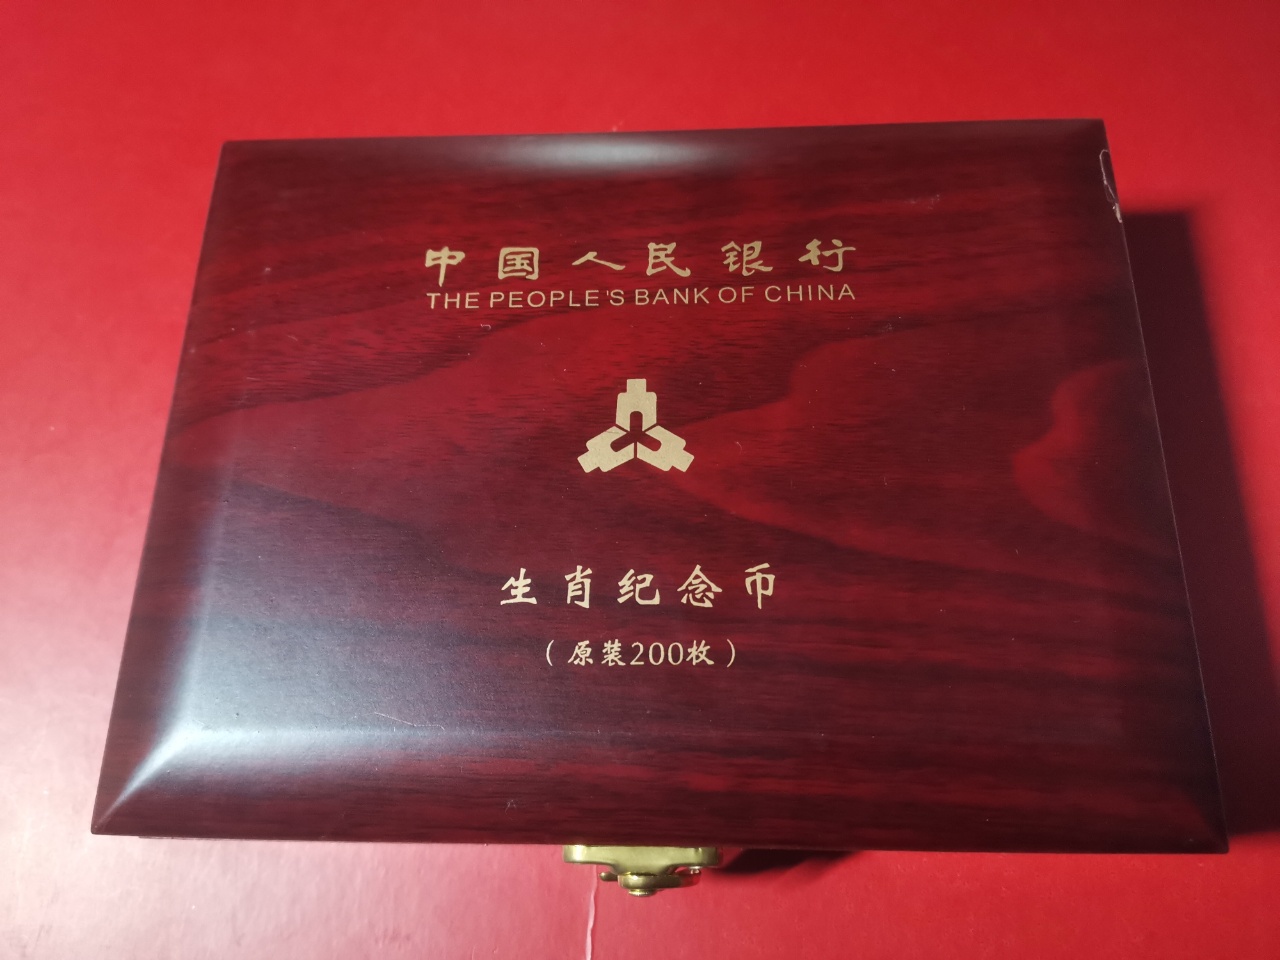 中国人民银行
THE PEOPLE'S BANK OF CHINA
生肖纪念币
（原装200枚）